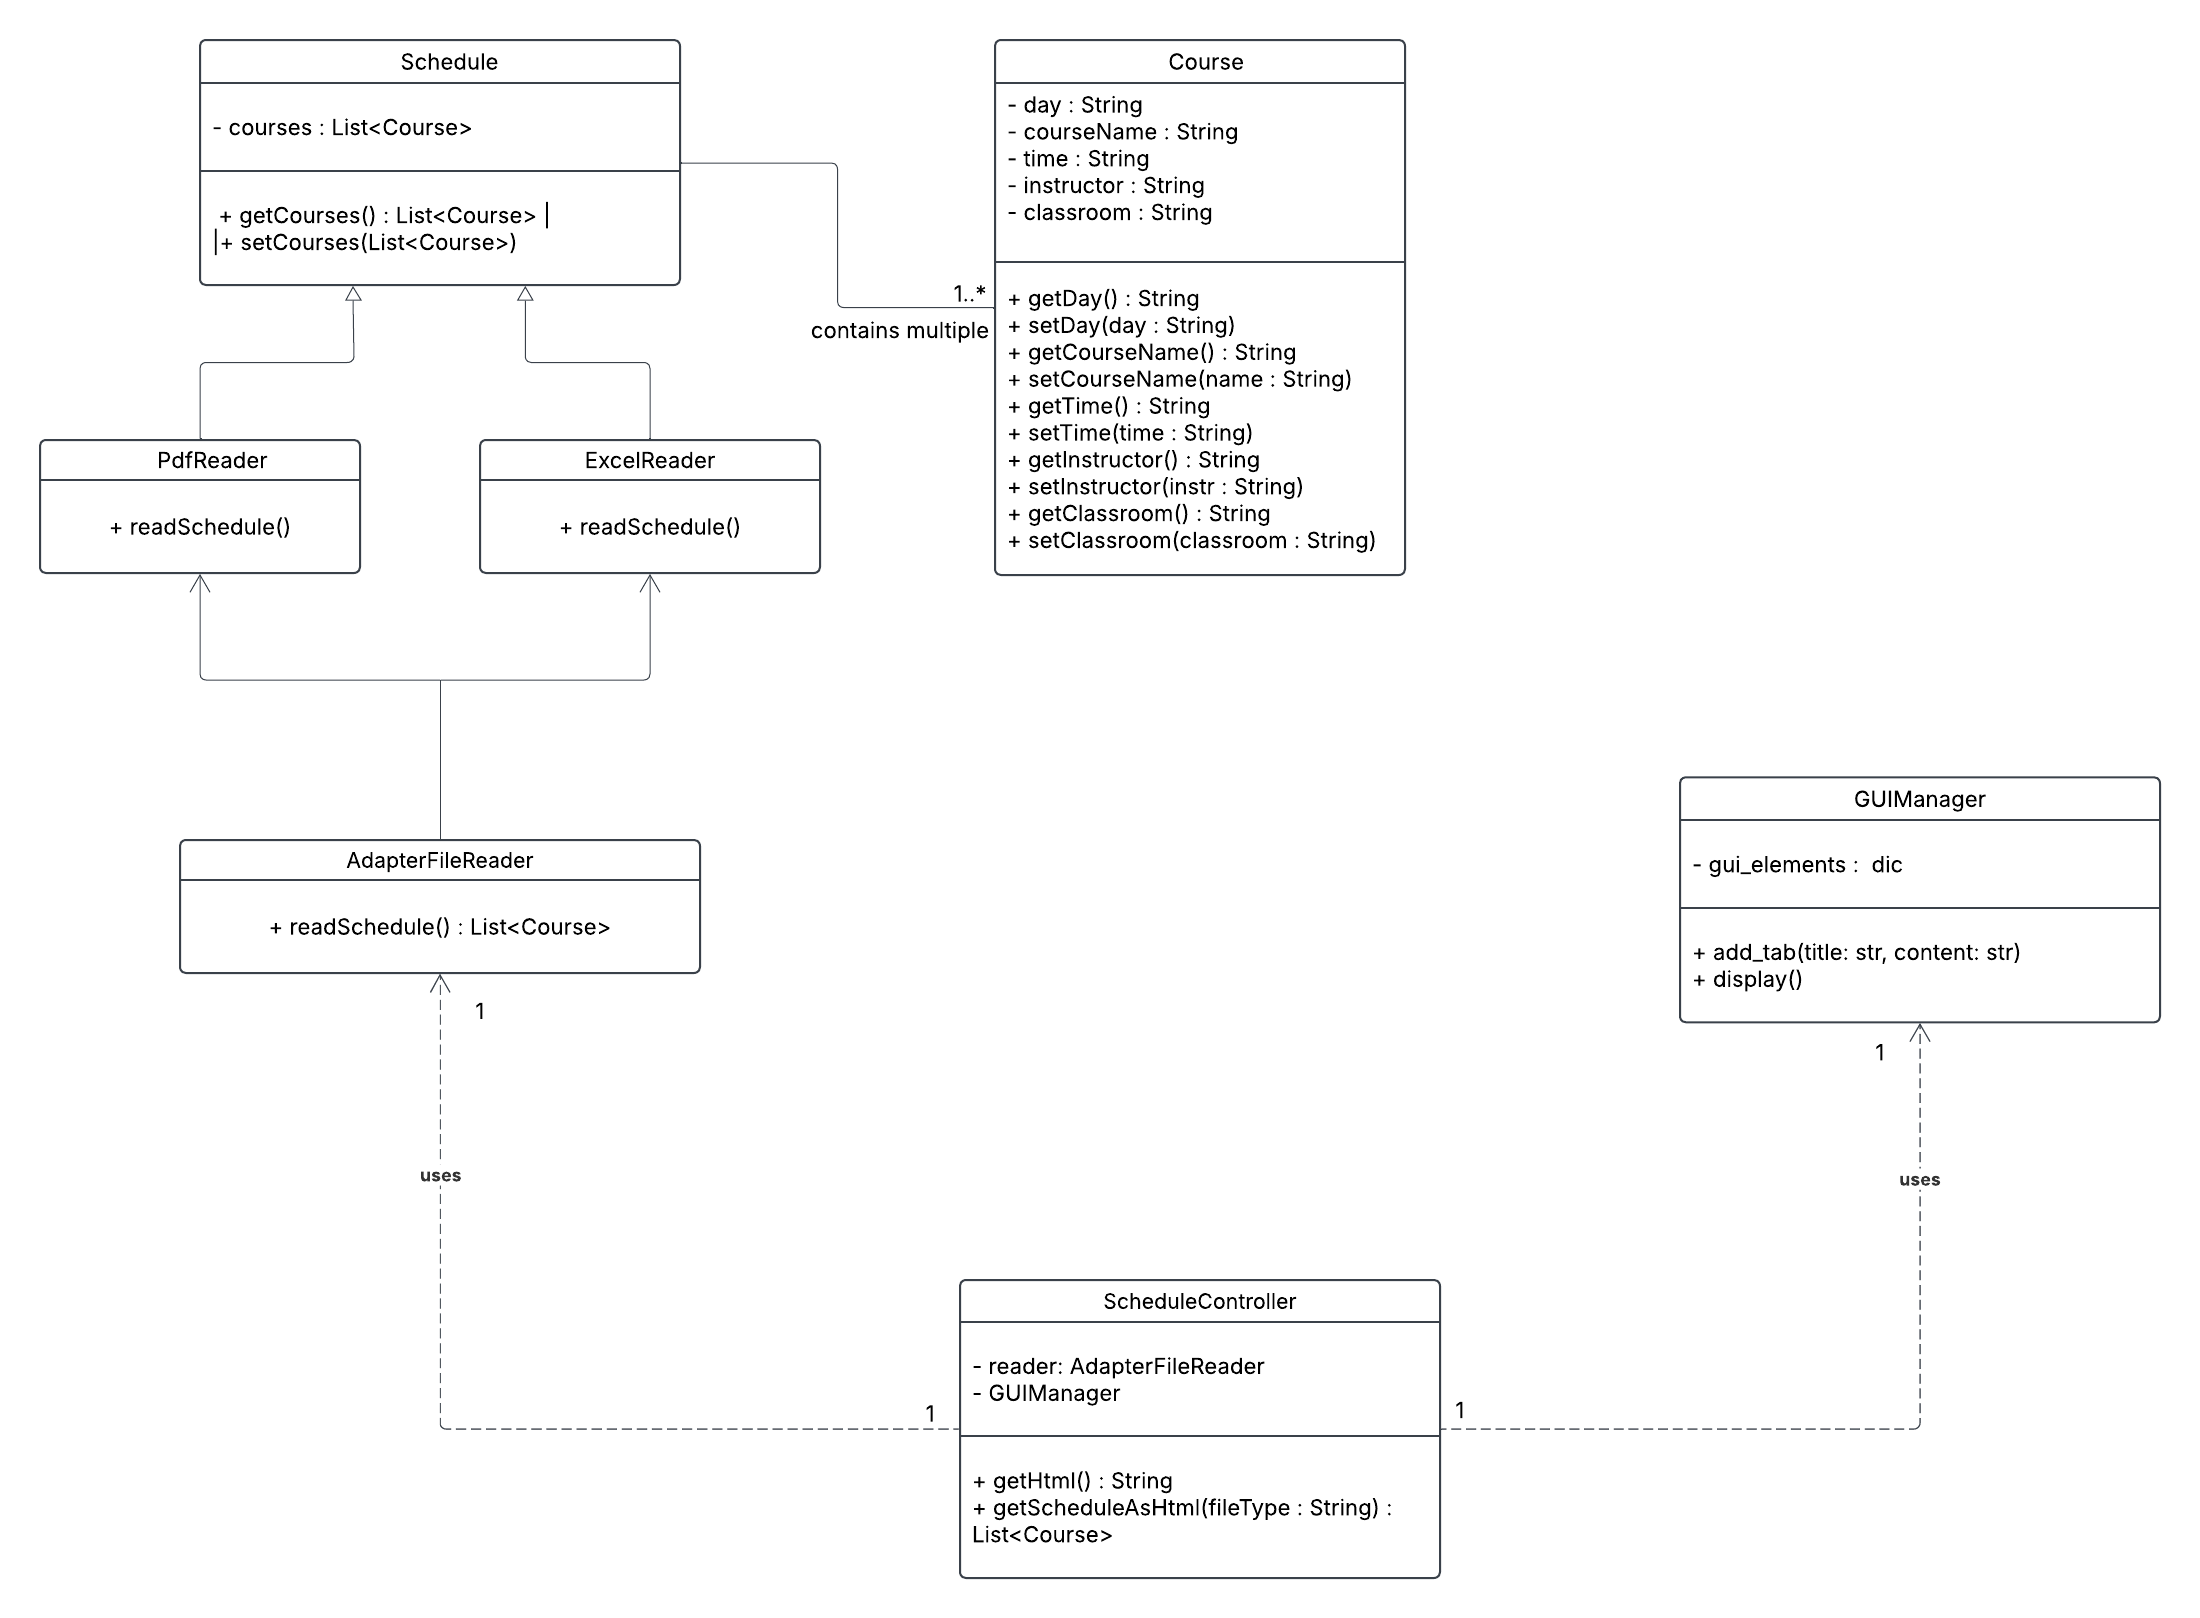 Schedule
- courses : List<Course>
+ getCourses() : List<Course> |
|+ setCourses(List<Course>)
Course
- day : String
- courseName : String
- time : String
- instructor : String
- classroom : String
+ getDay() : String
+ setDay(day : String)
+ getCourseName() : String
+ setCourseName(name : String)
+ getTime() : String
+ setTime(time : String)
+ getInstructor() : String
+ setInstructor(instr : String)
+ getClassroom() : String
+ setClassroom(classroom : String)
1..*
contains multiple
PdfReader
+ readSchedule()
ExcelReader
+ readSchedule()
AdapterFileReader
+ readSchedule() : List<Course>
GUIManager
- gui_elements :  dic
+ add_tab(title: str, content: str)
+ display()
1
1
uses
uses
ScheduleController
- reader: AdapterFileReader
- GUIManager
+ getHtml() : String
+ getScheduleAsHtml(fileType : String) :
List<Course>
1
1